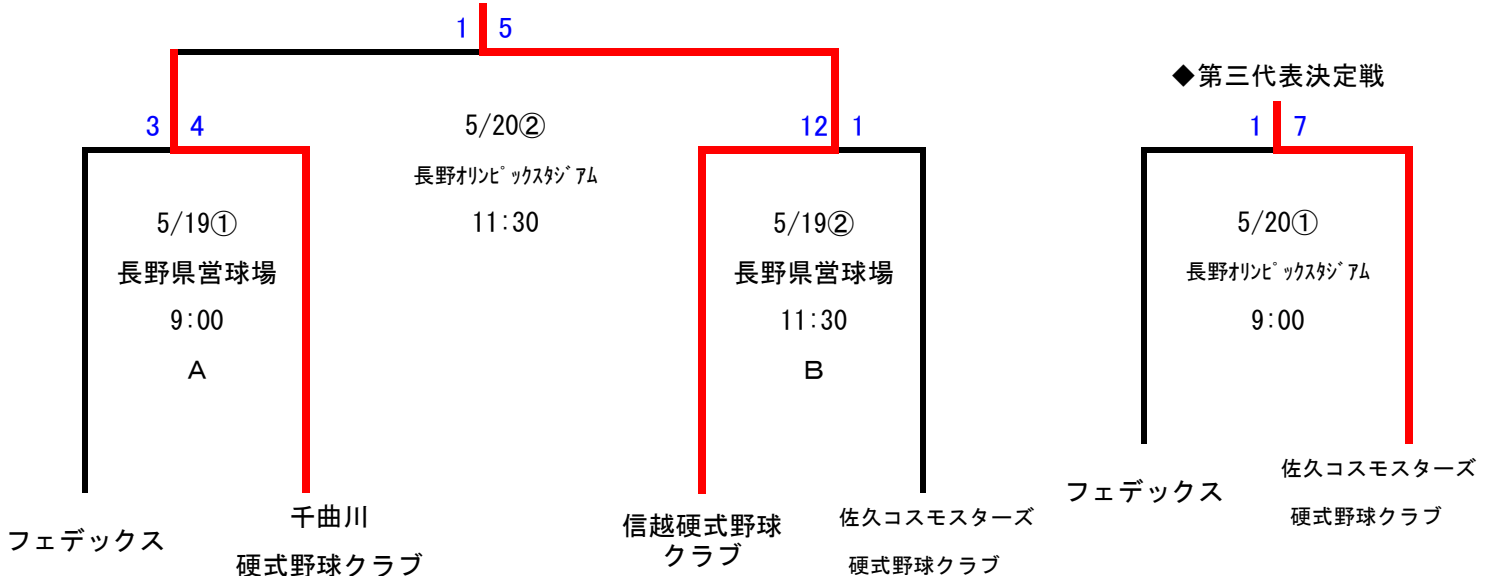 1 5
◆第三代表決定戦
3 4
5/20②
12 1
1 7
長野ｵﾘﾝﾋﾟｯｸｽﾀｼﾞｱﾑ
5/19①
11:30
5/19②
5/20①
長野県営球場
長野県営球場
長野ｵﾘﾝﾋﾟｯｸｽﾀｼﾞｱﾑ
9:00
11:30
9:00
A
B
フェデックス
千曲川
硬式野球クラブ
信越硬式野球
クラブ
佐久コスモスターズ
硬式野球クラブ
フェデックス
佐久コスモスターズ
硬式野球クラブ